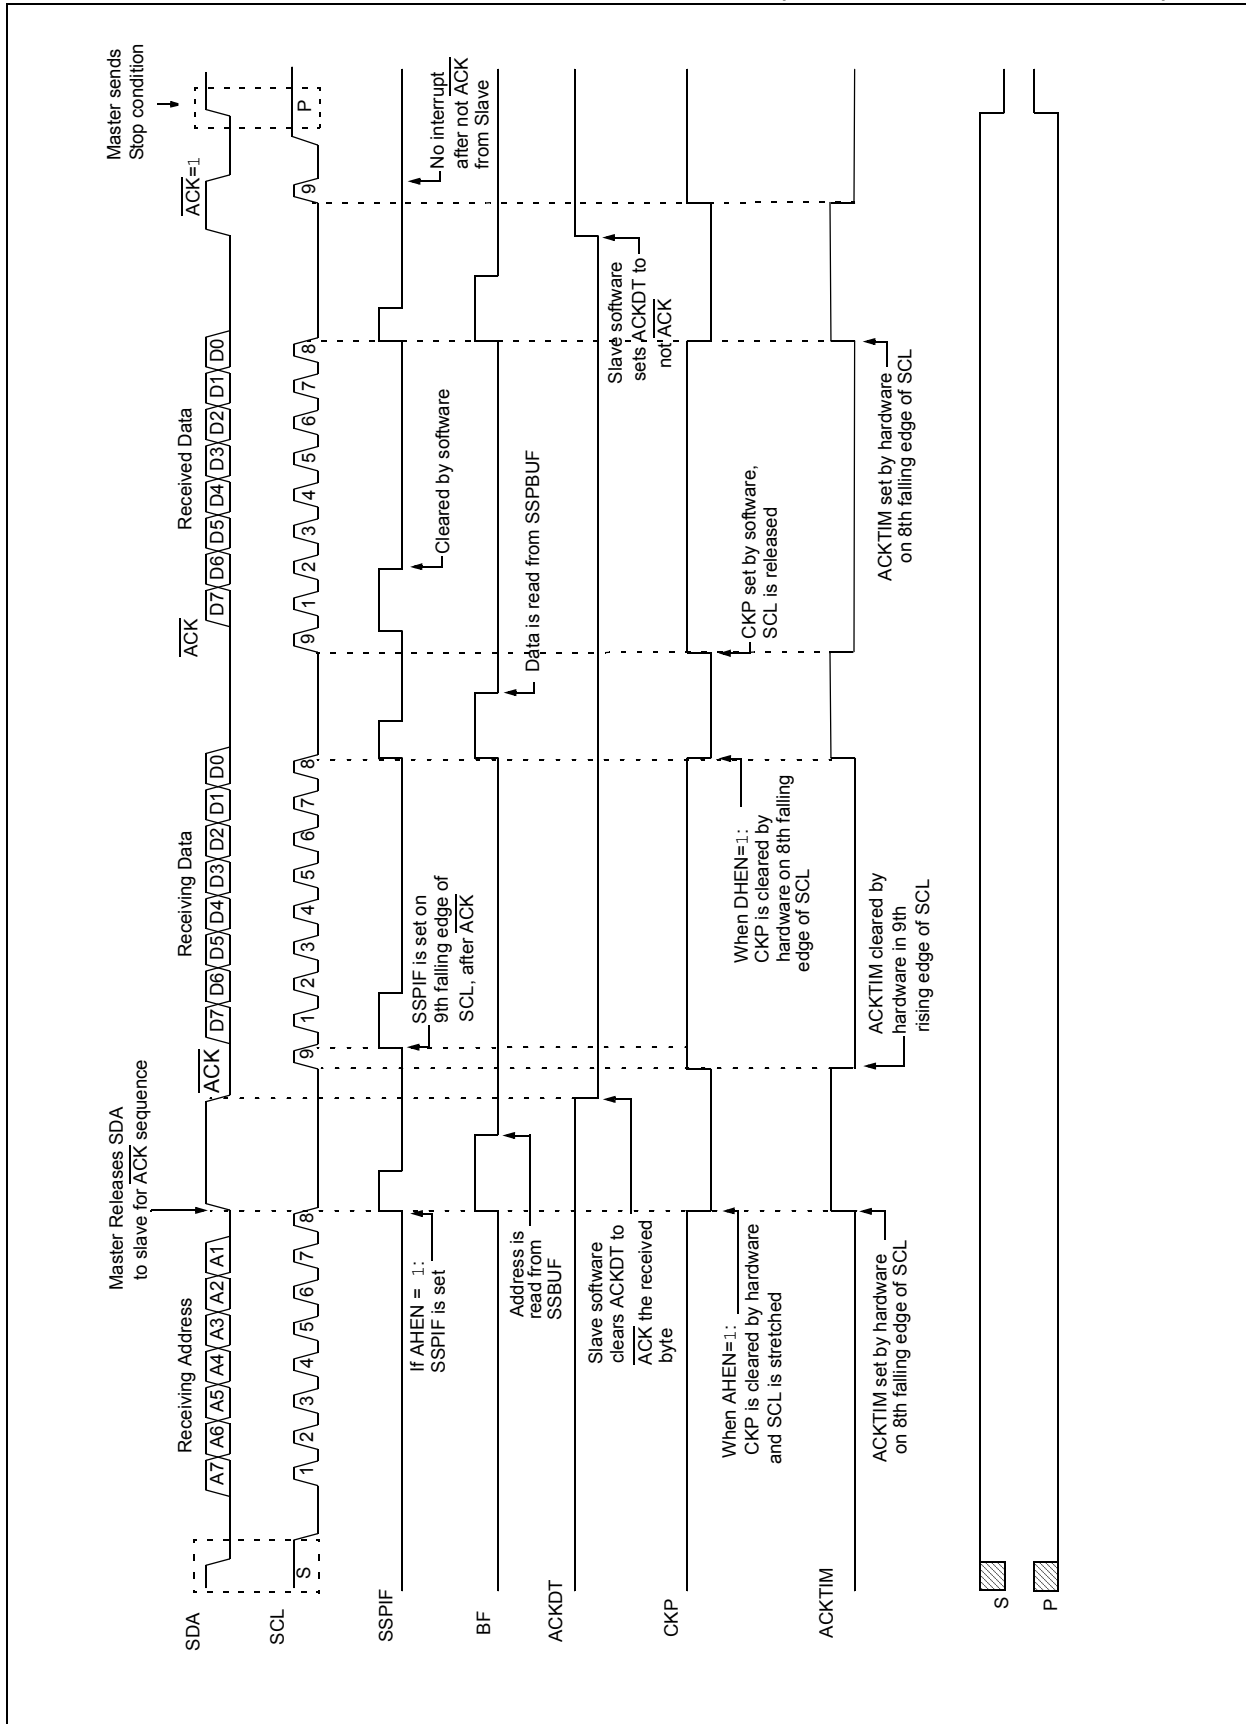 Master Releases SDA
to slave for ACK sequence
Master sends
Stop condition
Receiving Address
Receiving Data
Received Data
ACK
ACK
ACK=1
SDA
A7 A6 A5 A4 A3 A2 A1
D7 D6 D5 D4 D3 D2 D1 D0
D7 D6 D5 D4 D3 D2 D1 D0
SCL
S
1 2 3 4 5 6 7 8 9
1 2 3 4 5 6 7 8 9
1 2 3 4 5 6 7 8 9
P
SSPIF
If AHEN = 1:
SSPIF is set
SSPIF is set on
9th falling edge of
SCL, after ACK
Cleared by software
No interrupt
after not ACK
from Slave
BF
Address is
read from
SSBUF
Data is read from SSPBUF
ACKDT
Slave software
clears ACKDT to
ACK the received
byte
Slave software
sets ACKDT to
not ACK
CKP
When AHEN=1:
CKP is cleared by hardware
and SCL is stretched
When DHEN=1:
CKP is cleared by
hardware on 8th falling
edge of SCL
CKP set by software,
SCL is released
ACKTIM
ACKTIM set by hardware
on 8th falling edge of SCL
ACKTIM cleared by
hardware in 9th
rising edge of SCL
ACKTIM set by hardware
on 8th falling edge of SCL
S
P